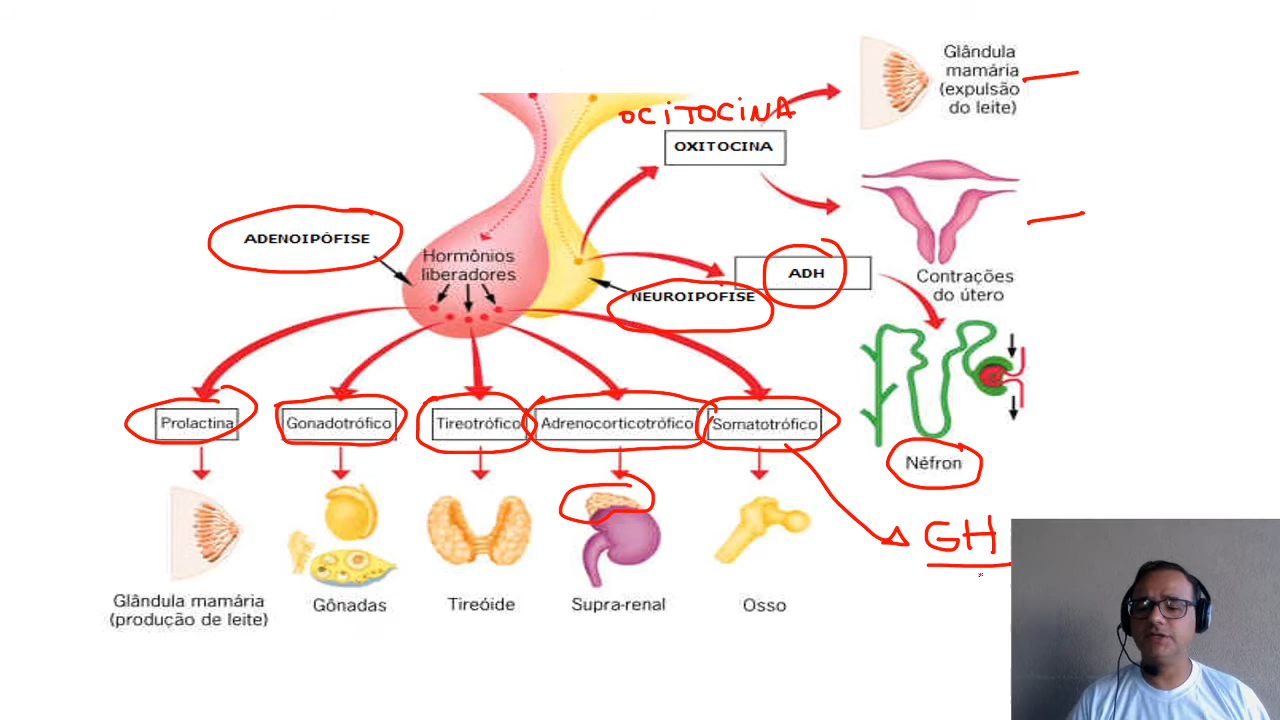 Glândula
mamária
(expulsão
do leite)
OCITOCINA
OXITOCINA
ADENOIPÓFISE
Hormônios
liberadores
ADH
NEUROIPOFISE
Contrações
do útero
Prolactina
Gonadotrófico
Tireotrófico
Adrenocorticotrófico
Somatotrófico
Néfron
GH
Glândula mamária
(produção de leite)
Gônadas
Tireóide
Supra-renal
Osso